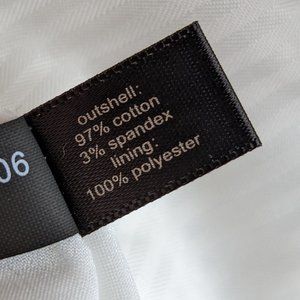 outshell:
97% cotton
3% spandex
lining:
100% polyester
06